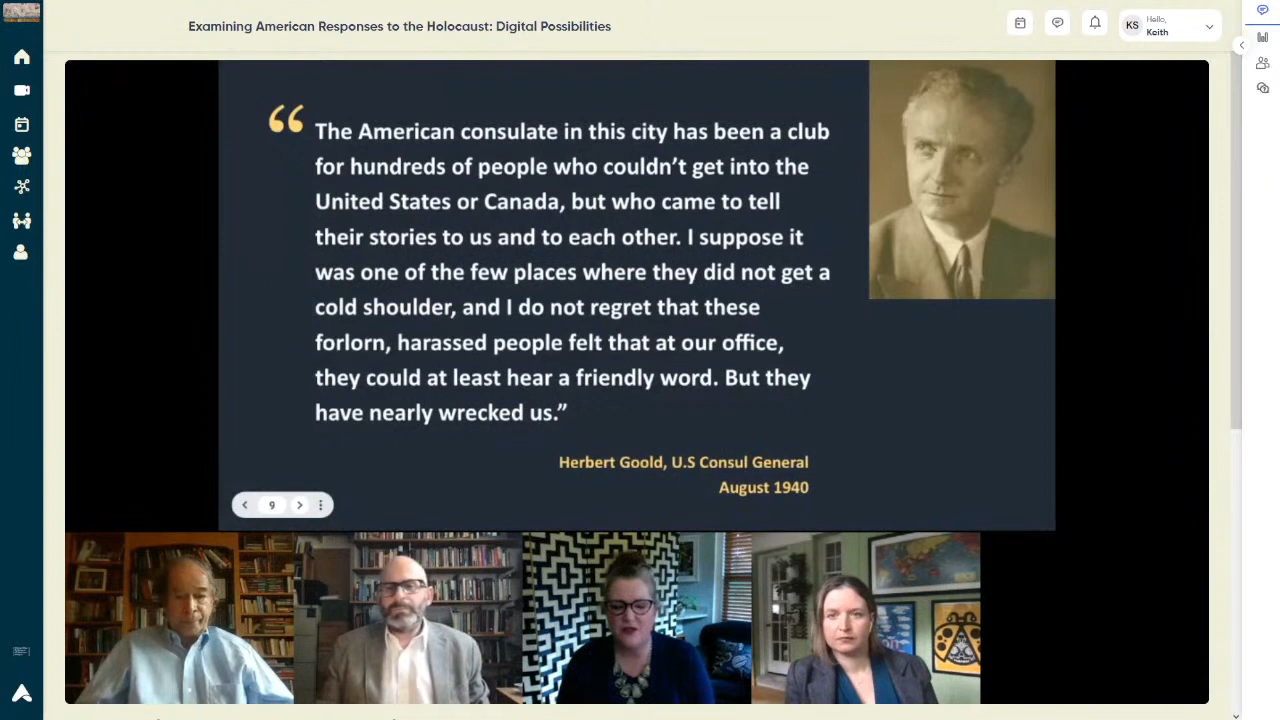 Examining American Responses to the Holocaust: Digital Possibilities
KS
Hello,
Keith
“ The American consulate in this city has been a club
for hundreds of people who couldn’t get into the
United States or Canada, but who came to tell
their stories to us and to each other. I suppose it
was one of the few places where they did not get a
cold shoulder, and I do not regret that these
forlorn, harassed people felt that at our office,
they could at least hear a friendly word. But they
have nearly wrecked us.”
Herbert Goold, U.S Consul General
August 1940
9